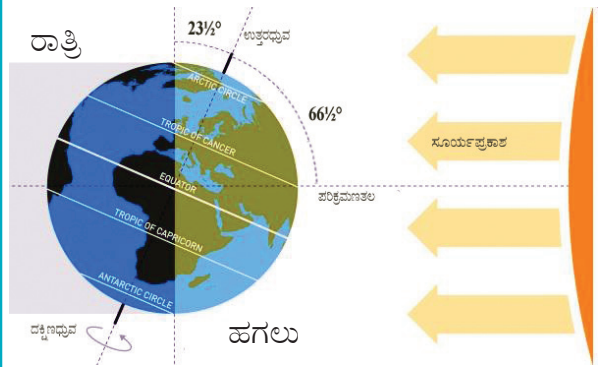 ರಾತ್ರಿ
23½°
ಉತ್ತರಧ್ರುವ
ARCTIC CIRCLE
66½°
TROPIC OF CANCER
ಸೂರ್ಯಪ್ರಕಾಶ
EQUATOR
ಪರಿಕ್ರಮಣತಲ
TROPIC OF CAPRICORN
ANTARCTIC CIRCLE
ದಕ್ಷಿಣಧ್ರುವ
ಹಗಲು